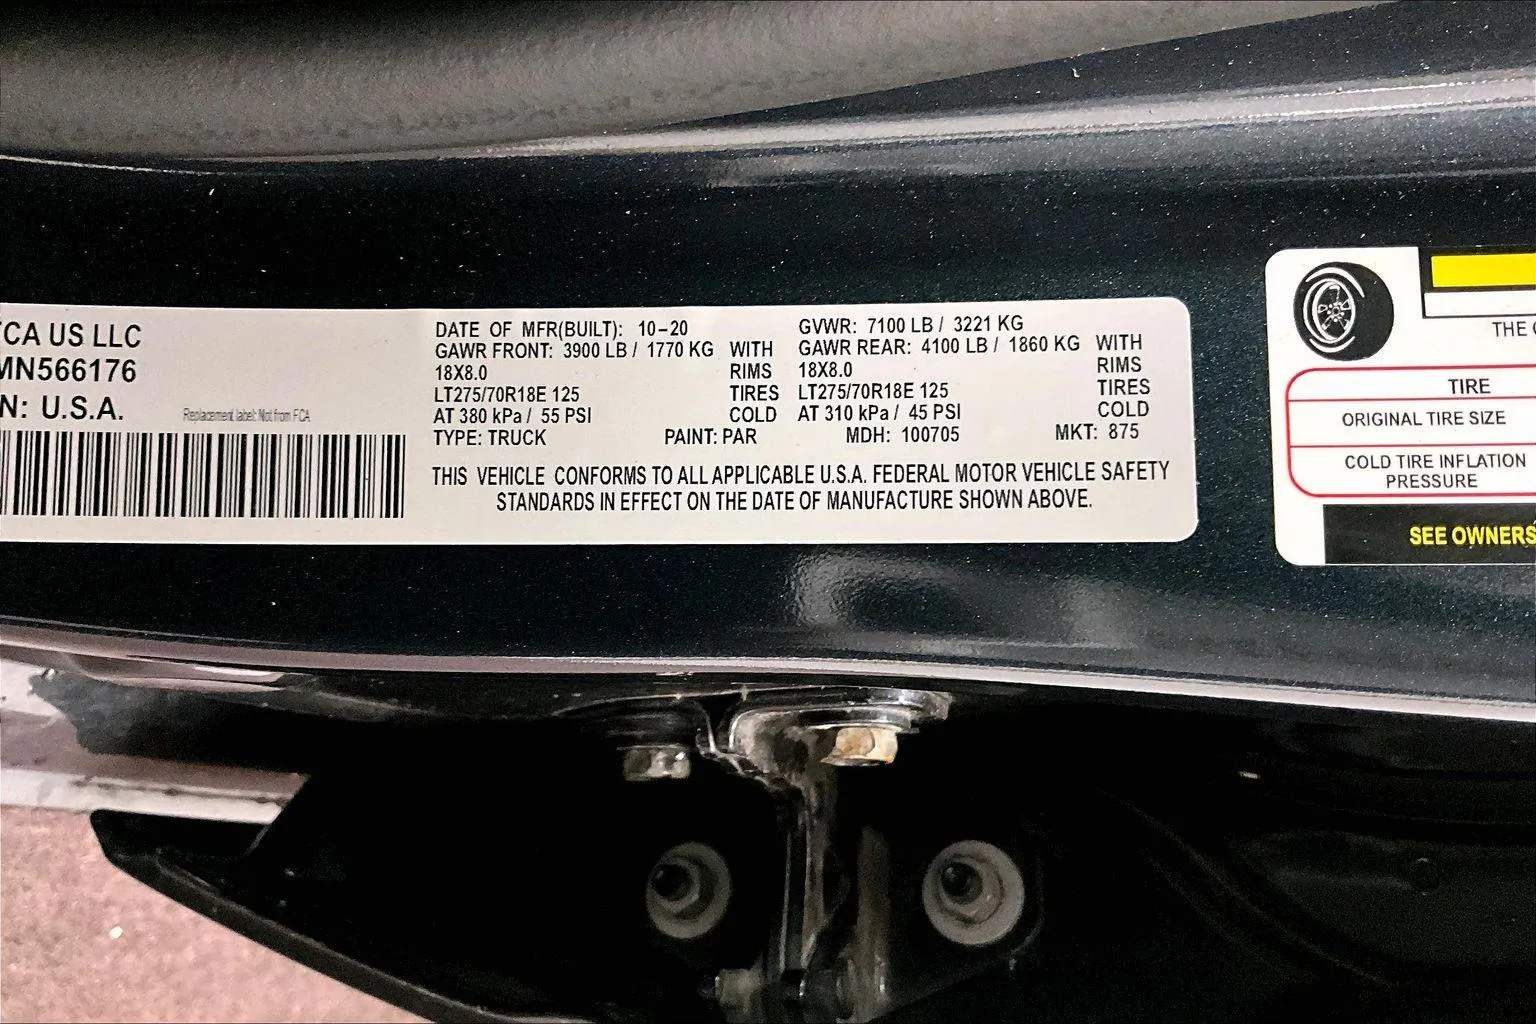 CA US LLC
MN566176
N: U.S.A.
Replacement label: Not from FCA
DATE OF MFR(BUILT): 10-20
GVWR: 7100 LB / 3221 KG
GAWR FRONT: 3900 LB / 1770 KG WITH
GAWR REAR: 4100 LB / 1860 KG WITH
18X8.0 RIMS
18X8.0 RIMS
LT275/70R18E 125 TIRES
LT275/70R18E 125 TIRES
AT 380 kPa / 55 PSI COLD
AT 310 kPa / 45 PSI COLD
TYPE: TRUCK PAINT: PAR MDH: 100705 MKT: 875
THIS VEHICLE CONFORMS TO ALL APPLICABLE U.S.A. FEDERAL MOTOR VEHICLE SAFETY
STANDARDS IN EFFECT ON THE DATE OF MANUFACTURE SHOWN ABOVE.
THE
TIRE
ORIGINAL TIRE SIZE
COLD TIRE INFLATION
PRESSURE
SEE OWNERS